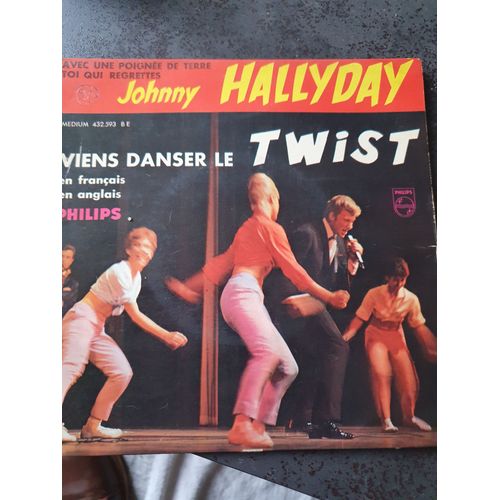 AVEC UNE POIGNÉE DE TERRE
TOI QUI REGRETTES
Johnny HALLYDAY
MEDIUM 432.593 BE
VIENS DANSER LE TWiST
en français
en anglais
PHILIPS
PHILIPS